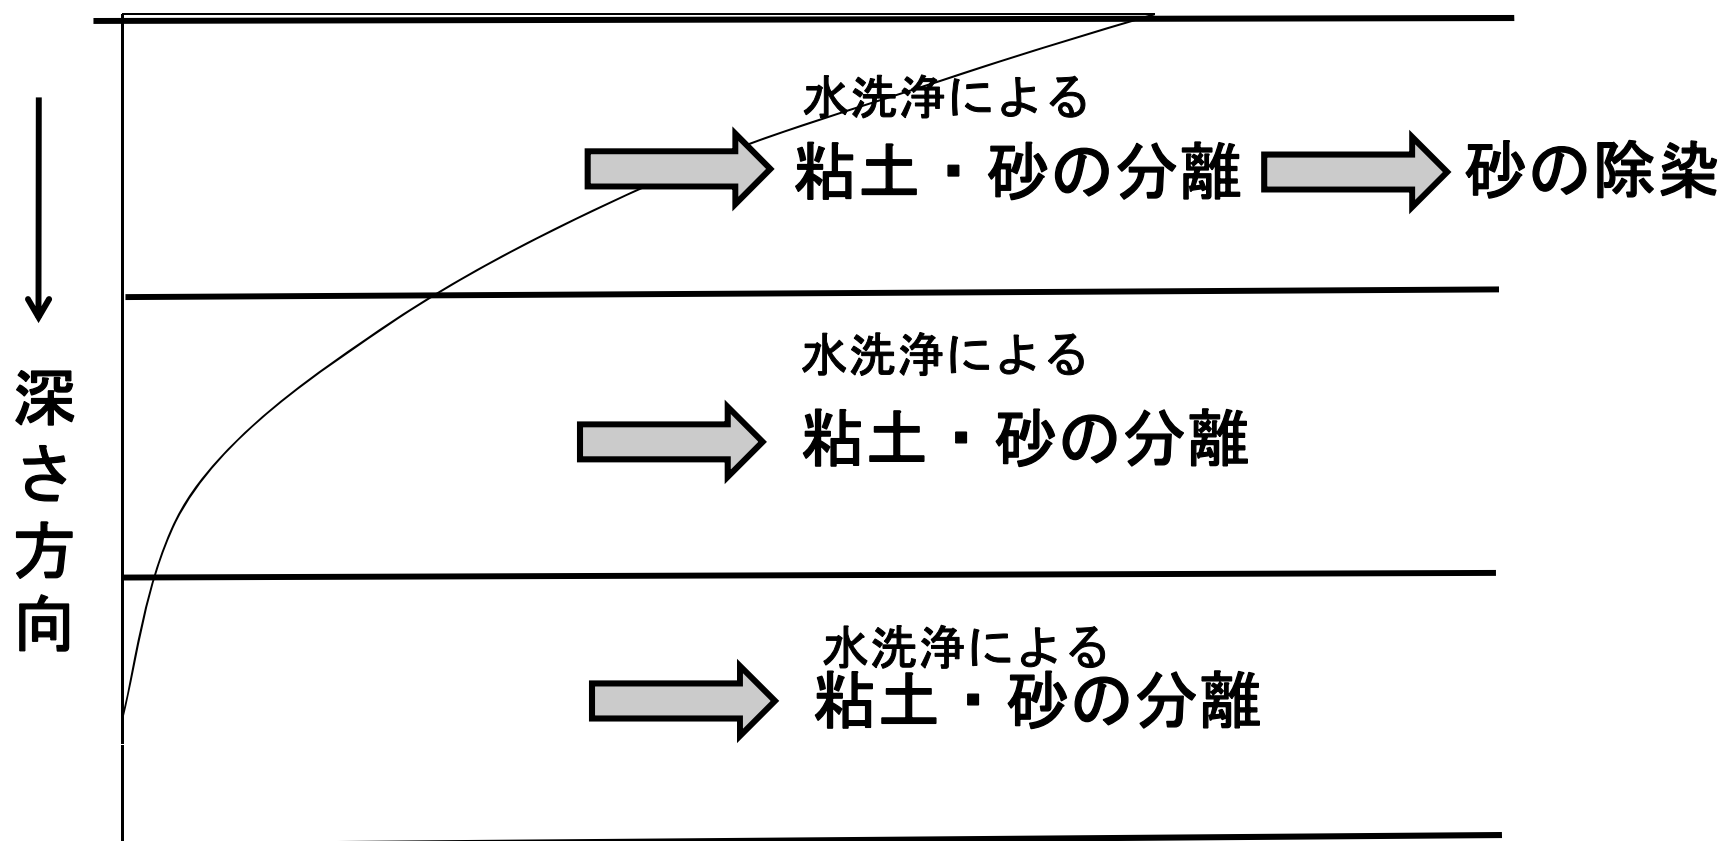 水洗浄による
粘土・砂の分離
砂の除染
水洗浄による
粘土・砂の分離
深さ方向
水洗浄による
粘土・砂の分離